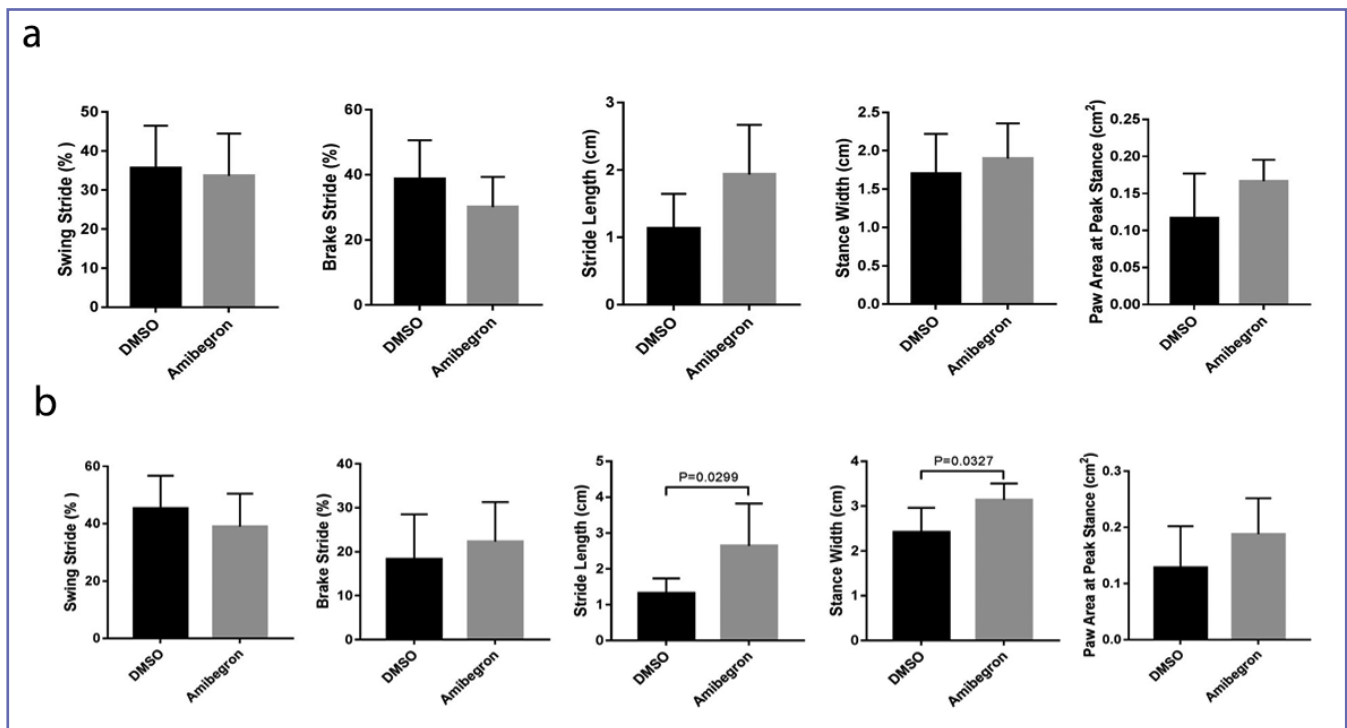 a
Swing Stride (%)
50
40
30
20
10
0
DMSO
Amibegron
Brake Stride (%)
60
40
20
0
DMSO
Amibegron
Stride Length (cm)
3
2
1
0
DMSO
Amibegron
Stance Width (cm)
2.5
2.0
1.5
1.0
0.5
0.0
DMSO
Amibegron
Paw Area at Peak Stance (cm²)
0.25
0.20
0.15
0.10
0.05
0.00
DMSO
Amibegron
b
Swing Stride (%)
60
40
20
0
DMSO
Amibegron
Brake Stride (%)
40
30
20
10
0
DMSO
Amibegron
Stride Length (cm)
5
4
3
2
1
0
P=0.0299
DMSO
Amibegron
Stance Width (cm)
4
3
2
1
0
P=0.0327
DMSO
Amibegron
Paw Area at Peak Stance (cm²)
0.3
0.2
0.1
0.0
DMSO
Amibegron